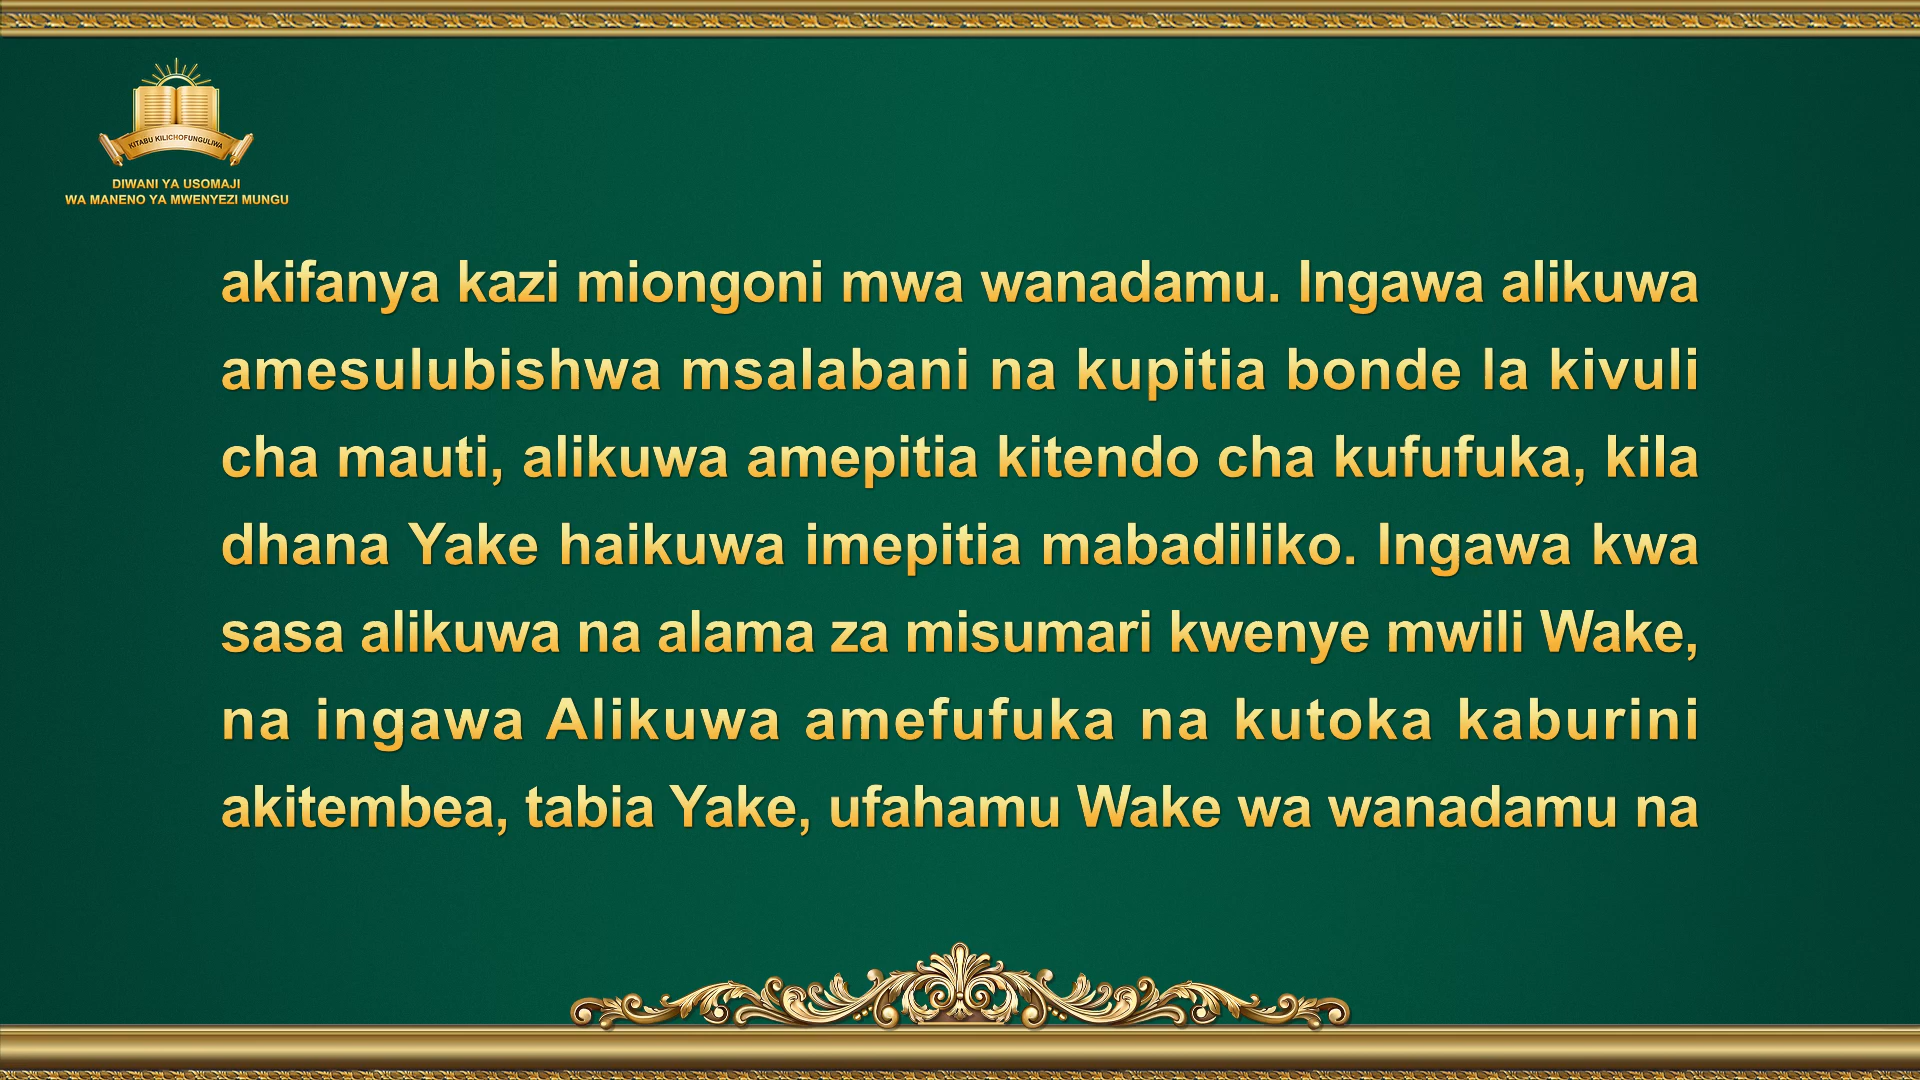 KITABU KILICHOFUNGULIWA
DIWANI YA USOMAJI
WA MANENO YA MWENYEZI MUNGU
akifanya kazi miongoni mwa wanadamu. Ingawa alikuwa
amesulubishwa msalabani na kupitia bonde la kivuli
cha mauti, alikuwa amepitia kitendo cha kufufuka, kila
dhana Yake haikuwa imepitia mabadiliko. Ingawa kwa
sasa alikuwa na alama za misumari kwenye mwili Wake,
na ingawa Alikuwa amefufuka na kutoka kaburini
akitembea, tabia Yake, ufahamu Wake wa wanadamu na